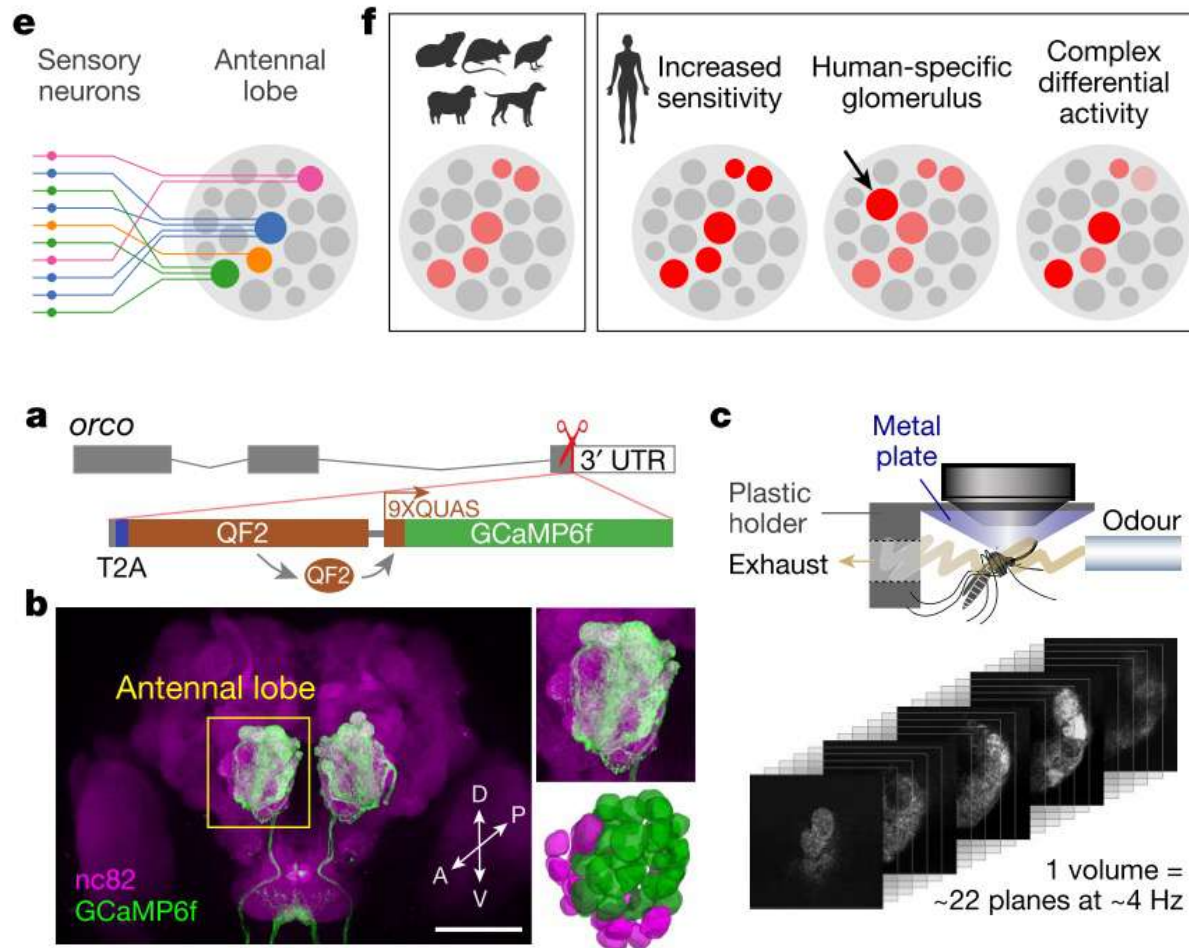 e
Sensory
neurons
Antennal
lobe
f
Increased
sensitivity
Human-specific
glomerulus
Complex
differential
activity
a
orco
3′ UTR
9XQUAS
QF2
GCaMP6f
T2A
QF2
b
Antennal lobe
D
P
A
V
nc82
GCaMP6f
c
Metal
plate
Plastic
holder
Odour
Exhaust
1 volume =
~22 planes at ~4 Hz